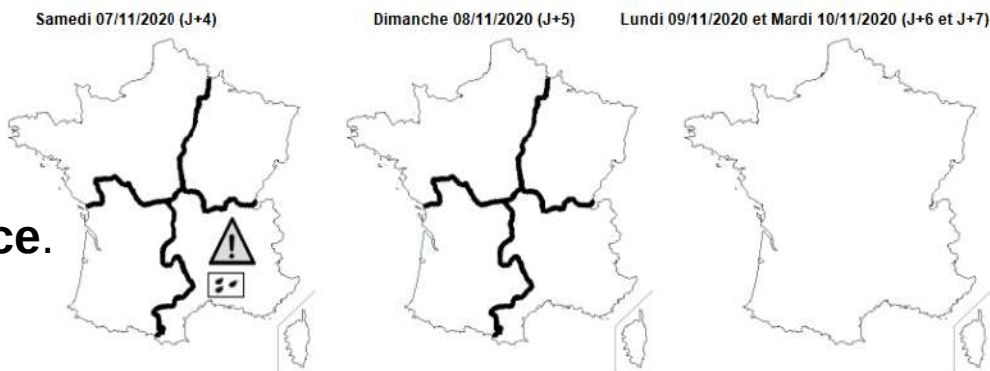 Samedi 07/11/2020 (J+4)
Dimanche 08/11/2020 (J+5)
Lundi 09/11/2020 et Mardi 10/11/2020 (J+6 et J+7)
ce.
!